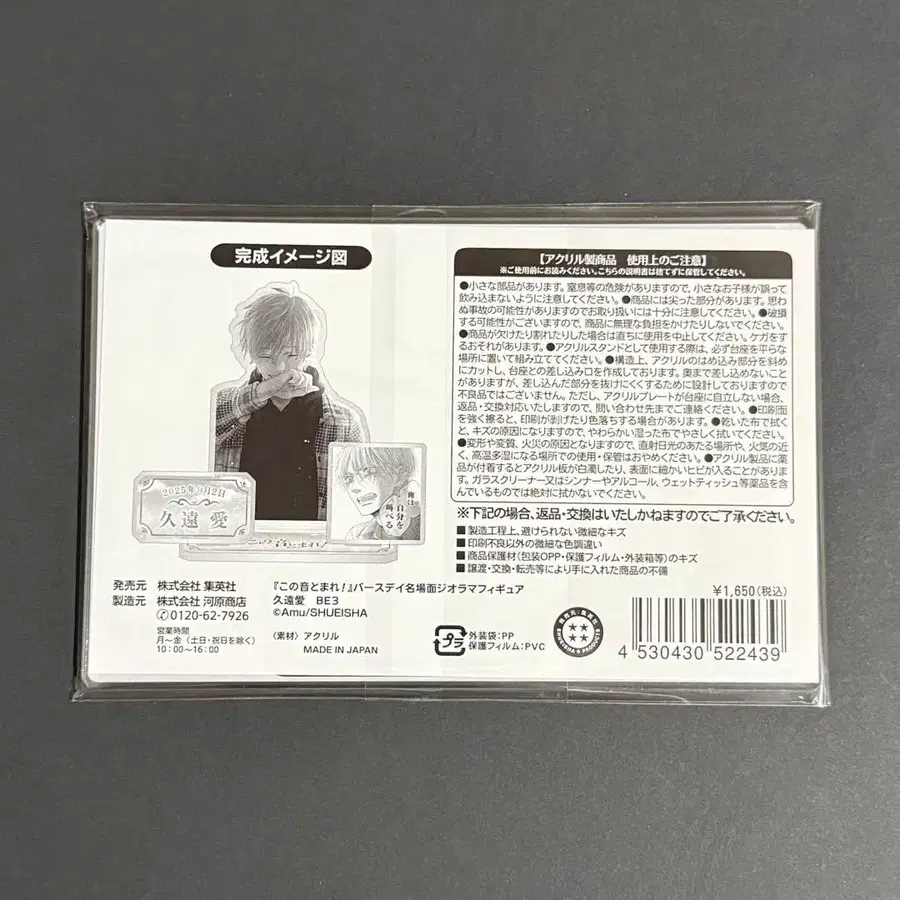 完成イメージ図
2025年9月2日
久遠 愛
俺は
自分を
叫べる
この音とまれ!
【アクリル製商品 使用上のご注意】
※ご使用前にお読みください。こちらの説明書は捨てずに保管してください。
●小さな部品があります。窒息等の危険がありますので、小さなお子様が誤って
飲み込まないように注意してください。●商品には尖った部分があります。思わ
ぬ事故の可能性がありますのでお取り扱いには十分に注意してください。●破損
する可能性がございますので、商品に無理な負担をかけたりしないでください。
●商品が欠けたり割れたりした場合は直ちに使用を中止してください。ケガをす
るおそれがあります。●アクリルスタンドとして使用する際は、必ず台座を平らな
場所に置いて組み立ててください。●構造上、アクリルのはめ込み部分を斜め
にカットし、台座との差し込み口を作成しております。奥まで差し込めないこと
がありますが、差し込んだ部分を抜けにくくするために設計しておりますので
不良品ではございません。ただし、アクリルプレートが台座に自立しない場合、
返品・交換対応いたしますので、問い合わせ先までご連絡ください。●印刷面
を強く擦ると、印刷が剥げたり色落ちする場合があります。●乾いた布で拭く
と、キズの原因になりますので、やわらかい湿った布でやさしく拭いてください。
●変形や変質、火災の原因となりますので、直射日光のあたる場所や、火気の近
く、高温多湿になる場所での使用・保管はおやめください。●アクリル製品に薬
品が付着するとアクリル板が白濁したり、表面に細かいヒビが入ることがありま
す。ガラスクリーナー又はシンナーやアルコール、ウェットティッシュ等薬品を含
んでいるものでは絶対に拭かないでください。
※下記の場合、返品・交換はいたしかねますのでご了承ください。
■製造工程上、避けられない微細なキズ
■印刷不良以外の微細な色調違い
■商品保護材(包装OPP・保護フィルム・外装箱等)のキズ
■譲渡・交換・転売等により手に入れた商品の不備
発売元 株式会社 集英社
製造元 株式会社 河原商店
0120-62-7926
営業時間
月～金(土日・祝日を除く)
10:00～16:00
『この音とまれ!』バースデイ名場面ジオラマフィギュア
久遠愛 BE3
©Amu/SHUEISHA
〈素材〉アクリル
MADE IN JAPAN
プラ
外装袋:PP
保護フィルム:PVC
発売元:集英社
SHUEISHA'S PRODUCTS
¥1,650(税込)
4 530430 522439